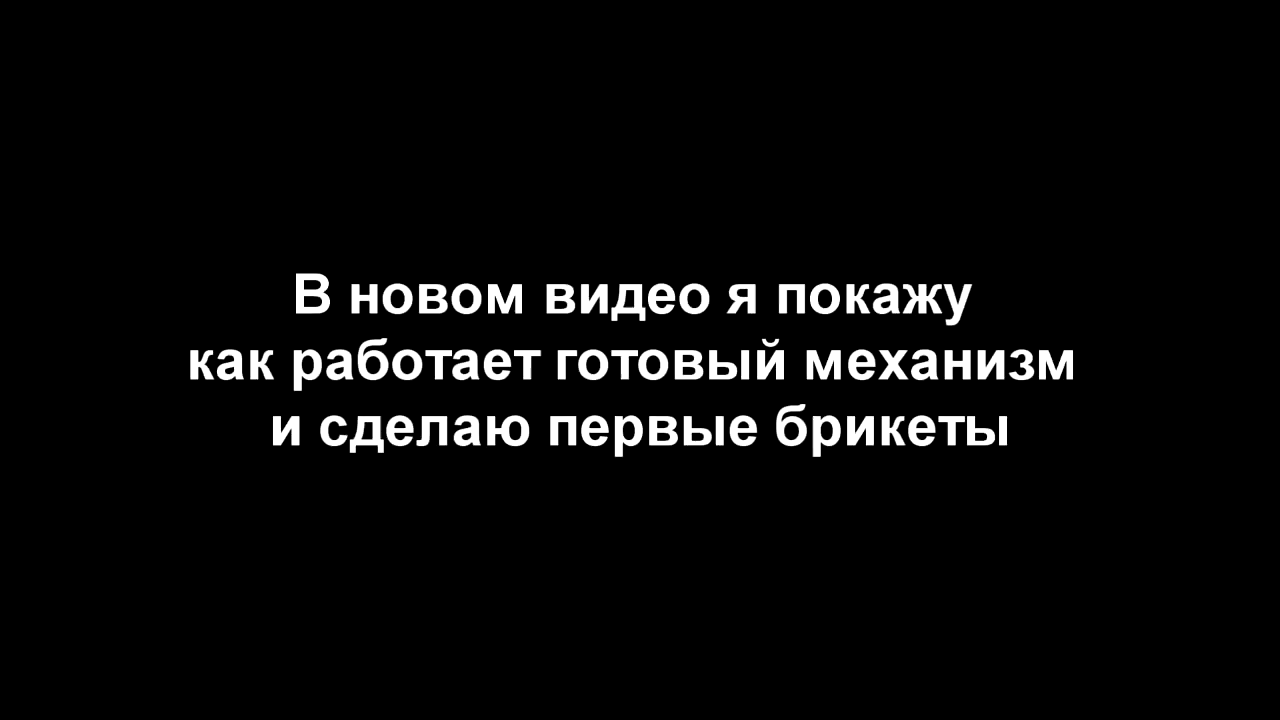 В новом видео я покажу
как работает готовый механизм
и сделаю первые брикеты